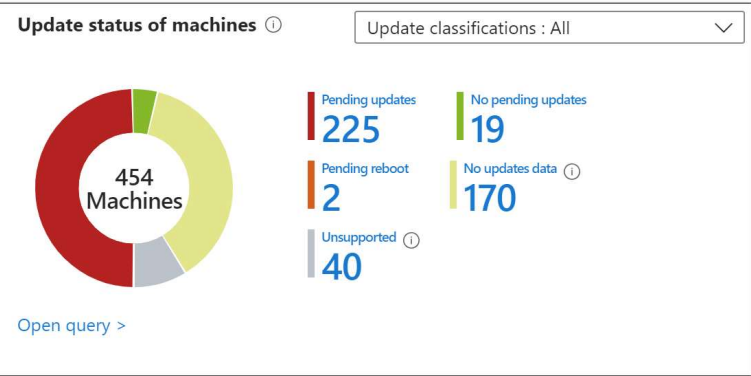 Update status of machines
Update classifications : All
454
Machines
Pending updates
225
No pending updates
19
Pending reboot
2
No updates data
170
Unsupported
40
Open query >